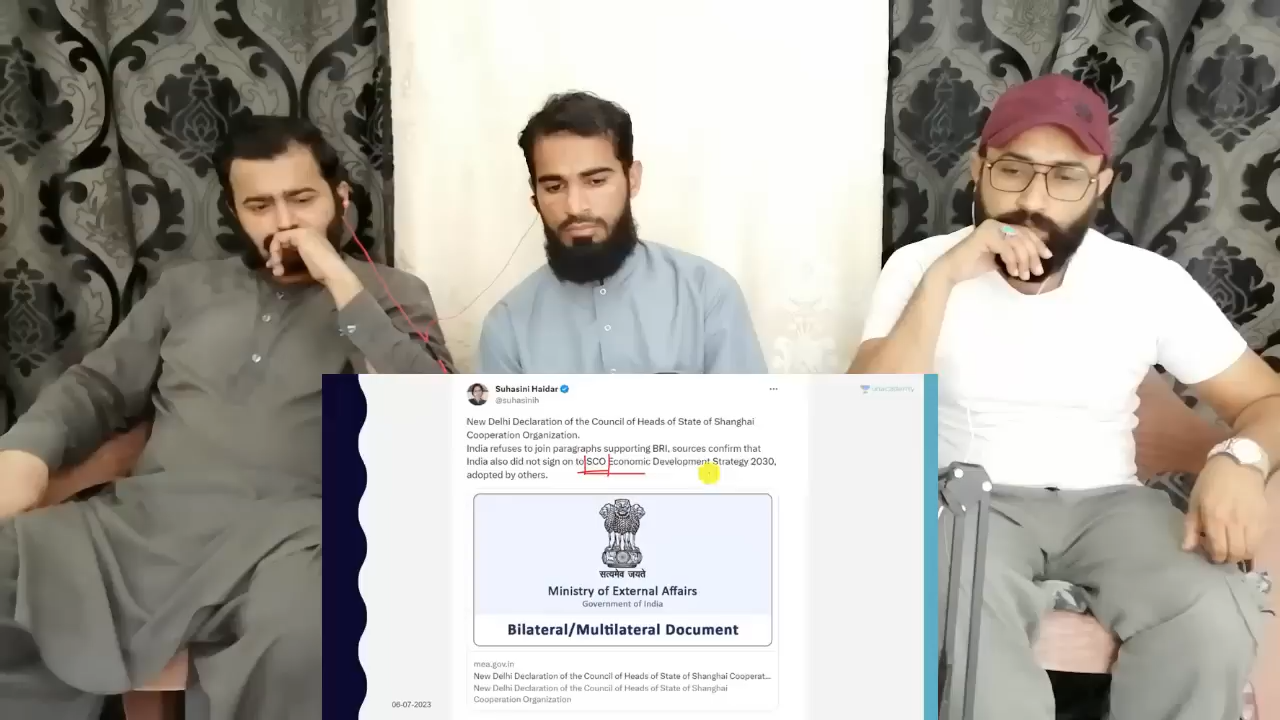 Suhasini Haidar
@suhasinih
New Delhi Declaration of the Council of Heads of State of Shanghai
Cooperation Organization.
India refuses to join paragraphs supporting BRI, sources confirm that
India also did not sign on to SCO Economic Development Strategy 2030,
adopted by others.
सत्यमेव जयते
Ministry of External Affairs
Government of India
Bilateral/Multilateral Document
mea.gov.in
New Delhi Declaration of the Council of Heads of State of Shanghai Cooperat...
New Delhi Declaration of the Council of Heads of State of Shanghai
Cooperation Organization
06-07-2023